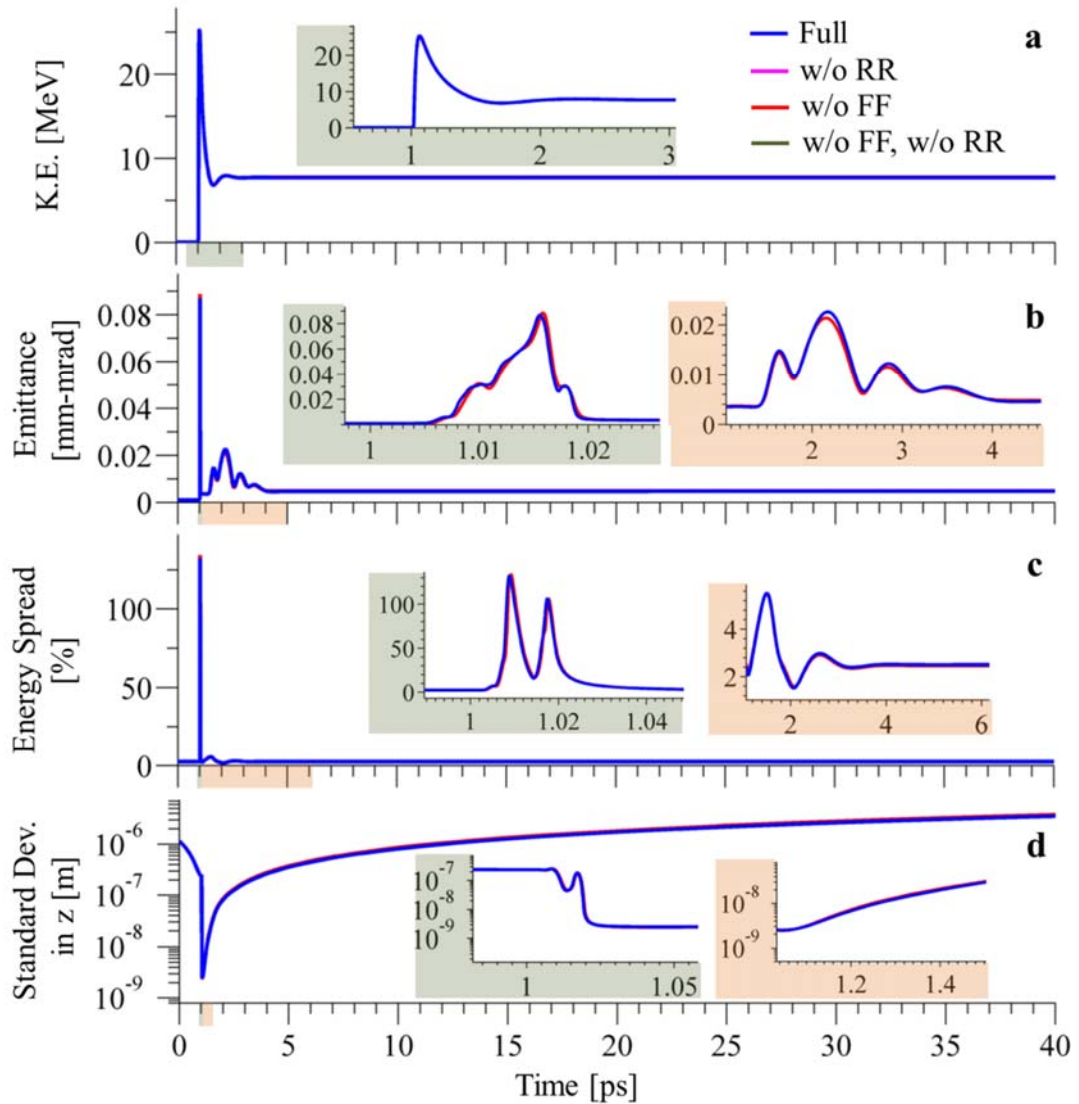 a
Full
w/o RR
w/o FF
w/o FF, w/o RR
K.E. [MeV]
20
10
0
30
20
10
0
1 2 3
b
Emittance
[mm-mrad]
0.08
0.06
0.04
0.02
0
0.08
0.06
0.04
0.02
1 1.01 1.02
0.02
0.01
0
2 3 4
c
Energy Spread
[%]
100
50
0
100
50
0
1 1.02 1.04
4
2
2 4 6
d
Standard Dev.
in z [m]
10⁻⁶
10⁻⁷
10⁻⁸
10⁻⁹
10⁻⁷
10⁻⁸
10⁻⁹
1 1.05
10⁻⁸
10⁻⁹
1.2 1.4
0 5 10 15 20 25 30 35 40
Time [ps]